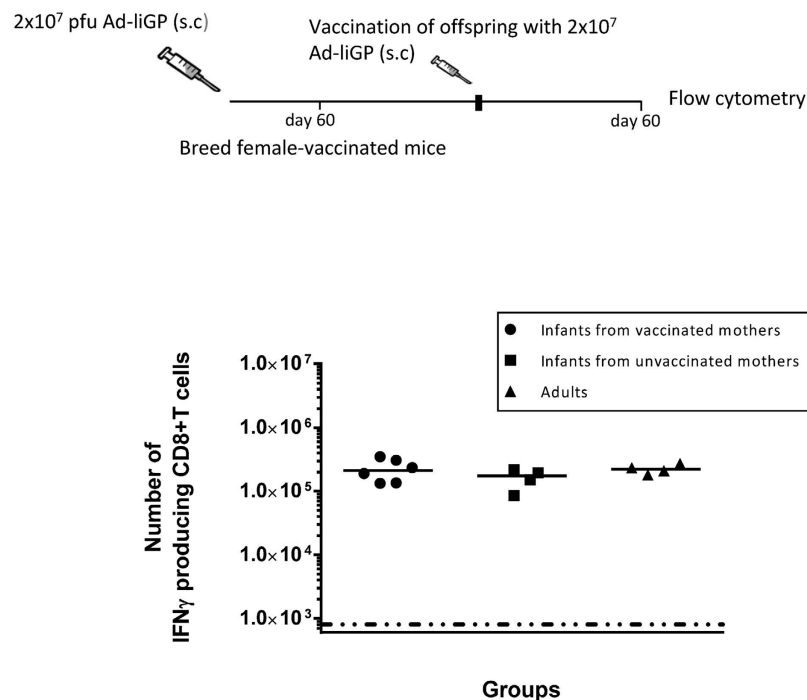 2x10⁷ pfu Ad-liGP (s.c)
Vaccination of offspring with 2x10⁷
Ad-liGP (s.c)
Flow cytometry
day 60
day 60
Breed female-vaccinated mice
Infants from vaccinated mothers
Infants from unvaccinated mothers
Adults
Number of
IFNγ producing CD8+T cells
1.0×10⁷
1.0×10⁶
1.0×10⁵
1.0×10⁴
1.0×10³
Groups